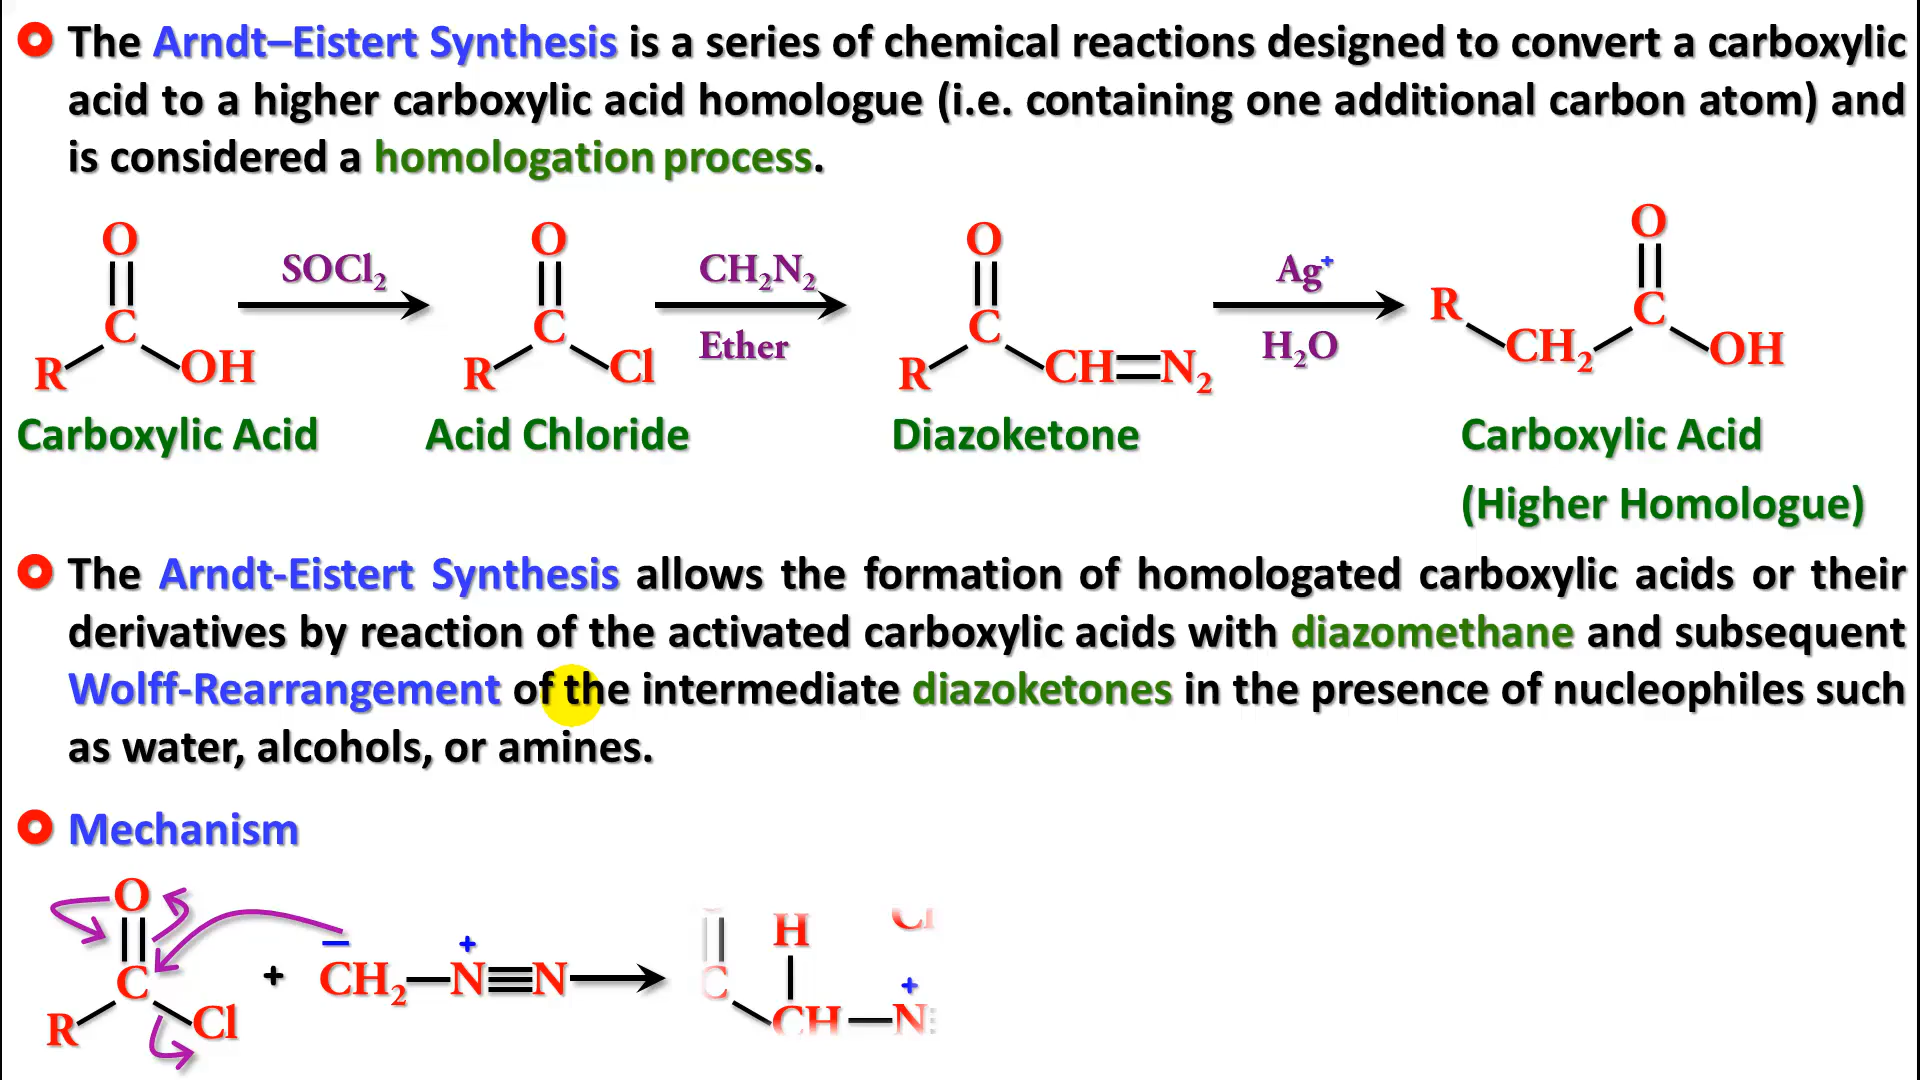 The Arndt–Eistert Synthesis is a series of chemical reactions designed to convert a carboxylic
acid to a higher carboxylic acid homologue (i.e. containing one additional carbon atom) and
is considered a homologation process.
O O O O
SOCl₂ CH₂N₂ Ag⁺
C C C R C
Ether H₂O CH₂ OH
R OH R Cl R CH=N₂
Carboxylic Acid Acid Chloride Diazoketone Carboxylic Acid
(Higher Homologue)
The Arndt-Eistert Synthesis allows the formation of homologated carboxylic acids or their
derivatives by reaction of the activated carboxylic acids with diazomethane and subsequent
Wolff-Rearrangement of the intermediate diazoketones in the presence of nucleophiles such
as water, alcohols, or amines.
Mechanism
O H
− + +
C + CH₂—N≡N C
R Cl CH—N